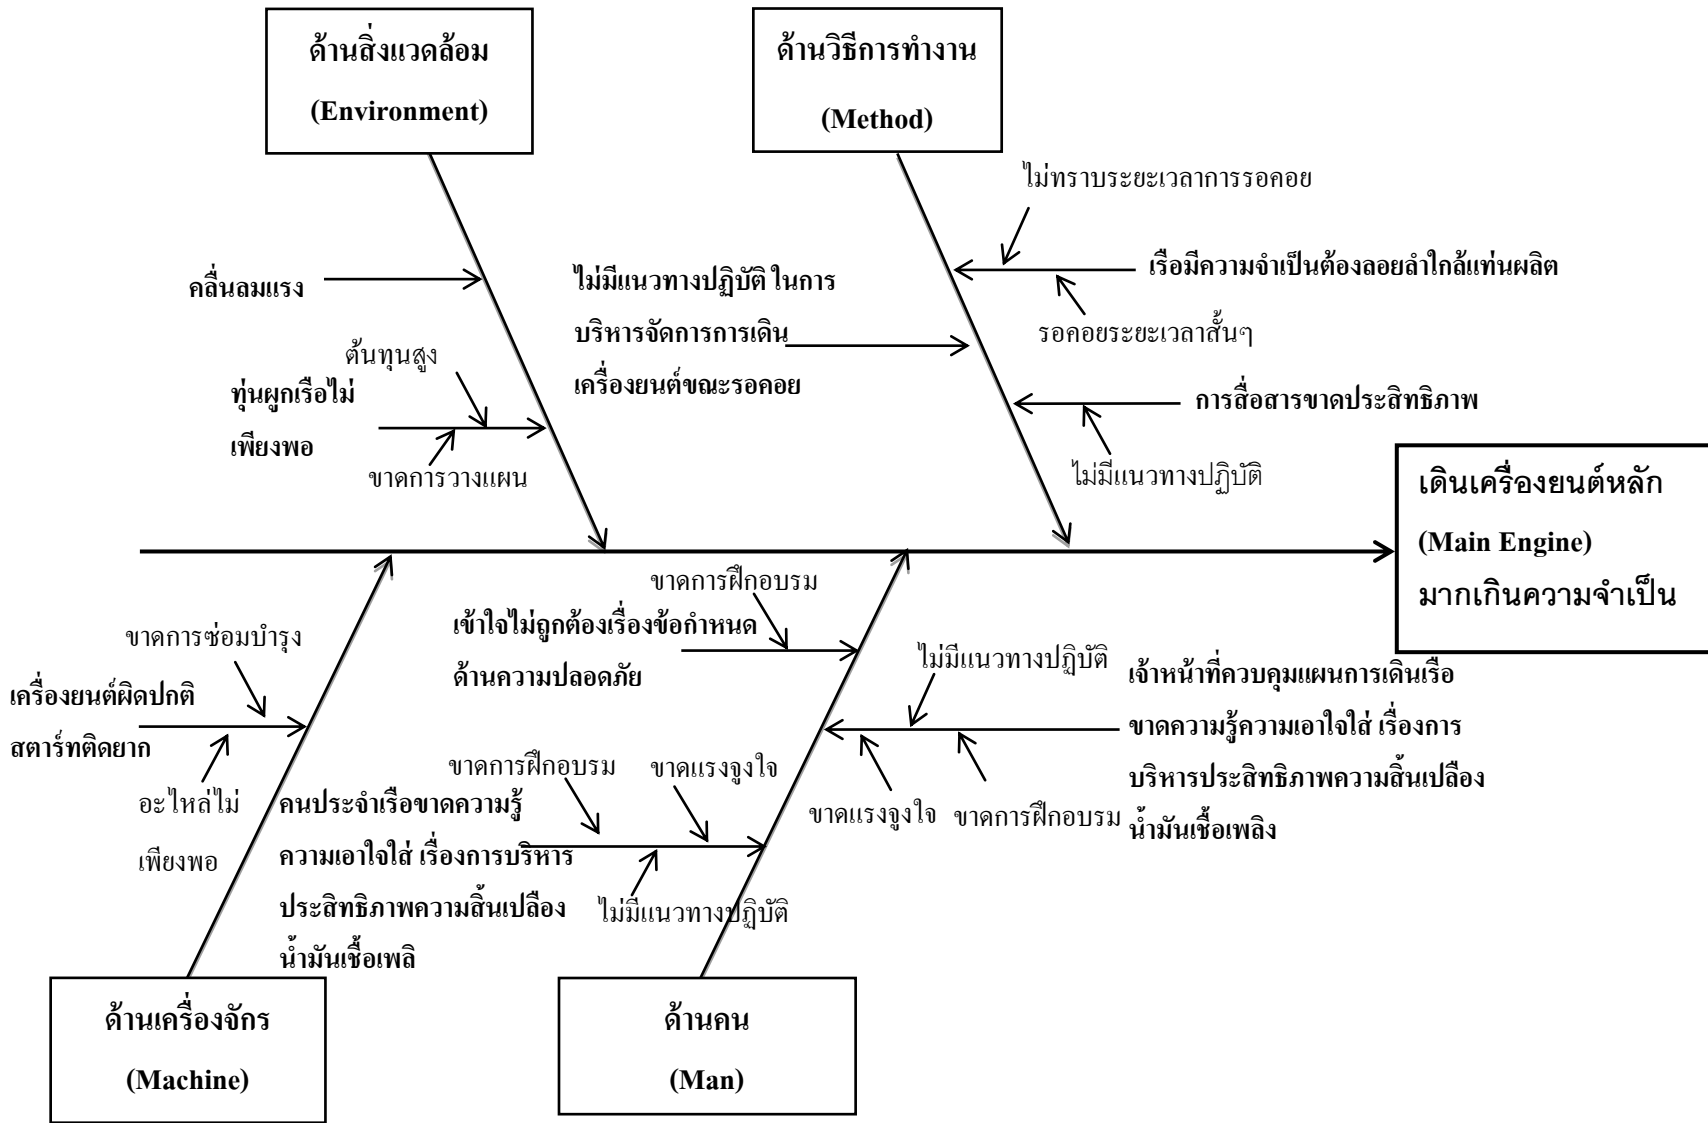 ด้านสิ่งแวดล้อม
(Environment)
ด้านวิธีการทำงาน
(Method)
ไม่ทราบระยะเวลาการรอคอย
เรือมีความจำเป็นต้องลอยลำใกล้แท่นผลิต
รอคอยระยะเวลาสั้นๆ
คลื่นลมแรง
ไม่มีแนวทางปฏิบัติ ในการ
บริหารจัดการการเดิน
เครื่องยนต์ขณะรอคอย
ต้นทุนสูง
ทุ่นผูกเรือไม่
เพียงพอ
ขาดการวางแผน
การสื่อสารขาดประสิทธิภาพ
ไม่มีแนวทางปฏิบัติ
เดินเครื่องยนต์หลัก
(Main Engine)
มากเกินความจำเป็น
ขาดการซ่อมบำรุง
เครื่องยนต์ผิดปกติ
สตาร์ทติดยาก
อะไหล่ไม่
เพียงพอ
ขาดการฝึกอบรม
เข้าใจไม่ถูกต้องเรื่องข้อกำหนด
ด้านความปลอดภัย
ไม่มีแนวทางปฏิบัติ
เจ้าหน้าที่ควบคุมแผนการเดินเรือ
ขาดความรู้ความเอาใจใส่ เรื่องการ
บริหารประสิทธิภาพความสิ้นเปลือง
น้ำมันเชื้อเพลิง
ขาดแรงจูงใจ
ขาดการฝึกอบรม
ขาดการฝึกอบรม
ขาดแรงจูงใจ
คนประจำเรือขาดความรู้
ความเอาใจใส่ เรื่องการบริหาร
ประสิทธิภาพความสิ้นเปลือง
น้ำมันเชื้อเพลิ
ไม่มีแนวทางปฏิบัติ
ด้านเครื่องจักร
(Machine)
ด้านคน
(Man)